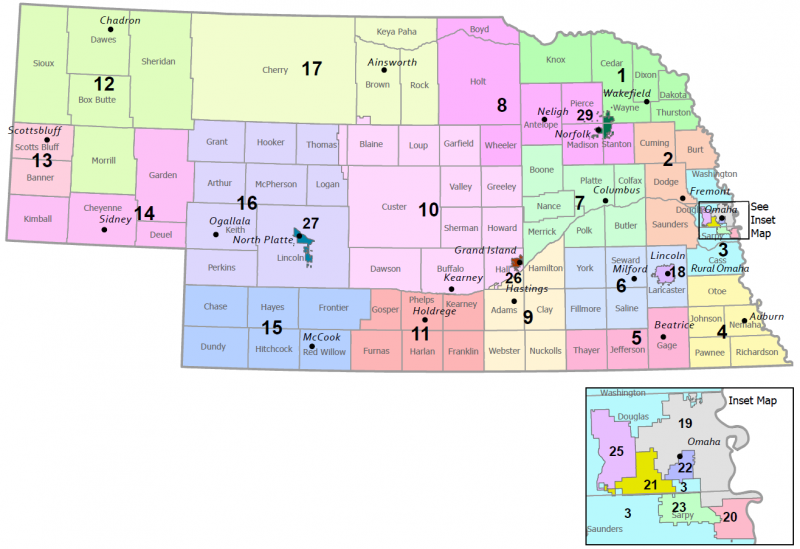 Chadron
Dawes
Sioux
Sheridan
12
Box Butte
Cherry
17
Keya Paha
Ainsworth
Brown
Rock
Boyd
Holt
8
Knox
Cedar
1
Dixon
Dakota
Wakefield
Wayne
Thurston
Pierce
29
Neligh
Antelope
Norfolk
Madison
Stanton
Cuming
2
Burt
Scottsbluff
Scotts Bluff
13
Banner
Morrill
Garden
Kimball
Cheyenne
14
Sidney
Deuel
Grant
Hooker
Thomas
Arthur
McPherson
Logan
16
Ogallala
Keith
27
North Platte
Lincoln
Perkins
Blaine
Loup
Garfield
Wheeler
Custer
10
Valley
Greeley
Sherman
Howard
Dawson
Buffalo
Kearney
Grand Island
26
Hall
Boone
Platte
Colfax
Columbus
7
Nance
Merrick
Polk
Butler
Dodge
Fremont
Washington
Saunders
Douglas
Omaha
Sarpy
See
Inset
Map
3
Cass
Rural Omaha
Hamilton
Hastings
York
Seward
Milford
6
Lincoln
18
Lancaster
Otoe
Chase
Hayes
Frontier
15
Dundy
Hitchcock
McCook
Red Willow
Gosper
Phelps
Kearney
Holdrege
11
Furnas
Harlan
Franklin
Adams
Clay
9
Webster
Nuckolls
Fillmore
Saline
Thayer
Jefferson
5
Beatrice
Gage
Johnson
Nemaha
Auburn
4
Pawnee
Richardson
Washington
Inset Map
Douglas
19
Omaha
25
22
21
3
23
Sarpy
20
3
Saunders